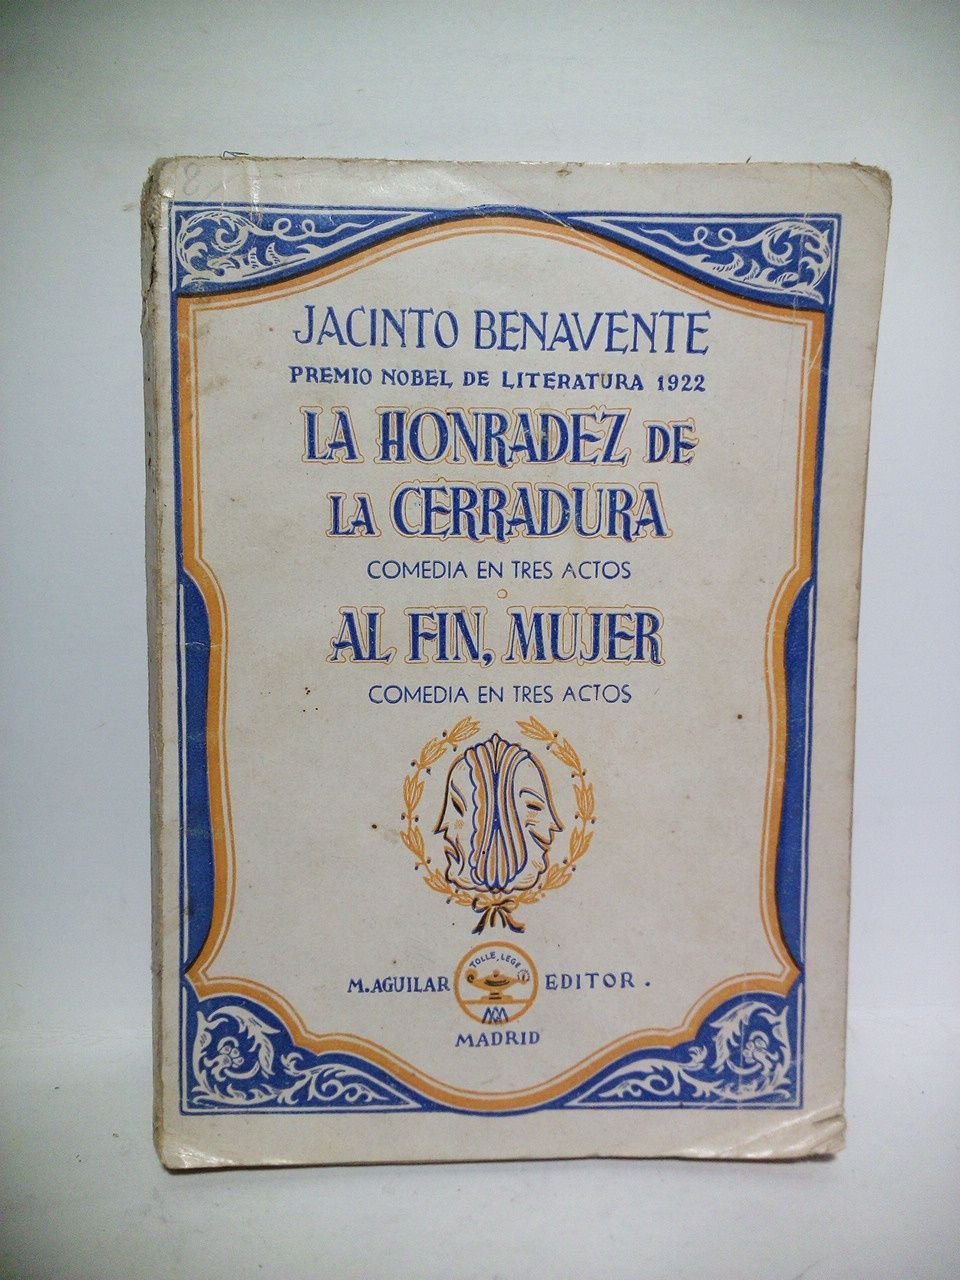 JACINTO BENAVENTE
PREMIO NOBEL DE LITERATURA 1922
LA HONRADEZ DE
LA CERRADURA
COMEDIA EN TRES ACTOS
AL FIN, MUJER
COMEDIA EN TRES ACTOS
TOLLE, LEGE
M. AGUILAR EDITOR.
MADRID